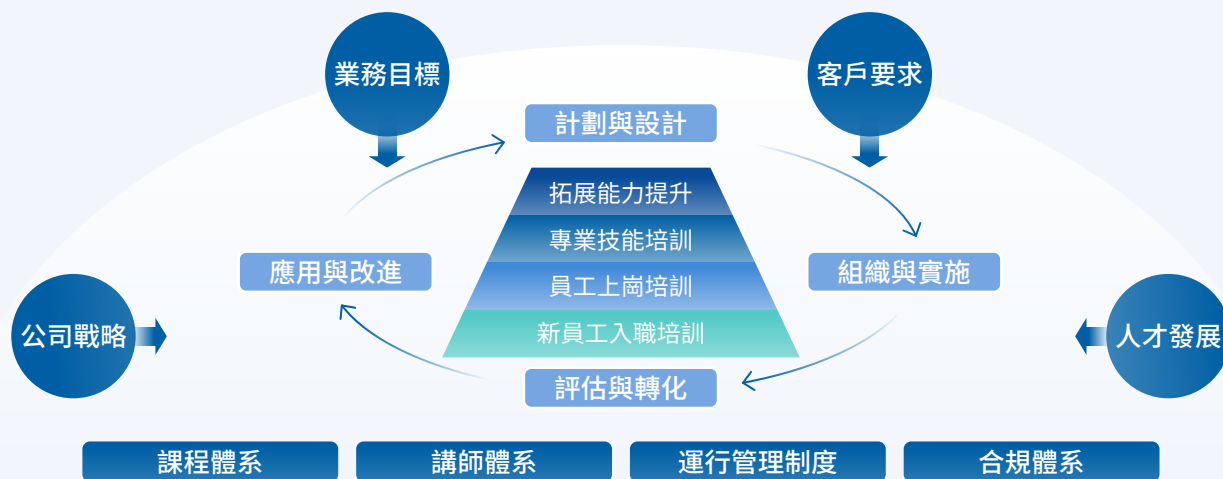 業務目標
客戶要求
計劃與設計
拓展能力提升
專業技能培訓
應用與改進
組織與實施
員工上崗培訓
公司戰略
新員工入職培訓
人才發展
評估與轉化
課程體系
講師體系
運行管理制度
合規體系